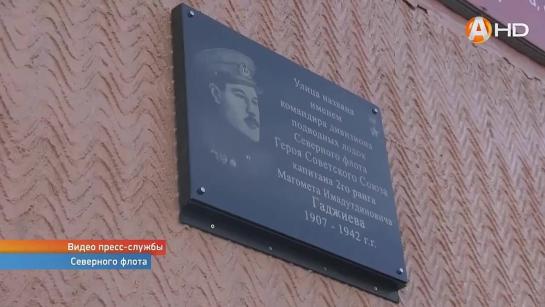 АHD
Улица названа
именем
командира дивизиона
подводных лодок
Северного флота
Героя Советского Союза
капитана 2го ранга
Магомета Имадутдиновича
Гаджиева
1907 - 1942 г.г.
Видео пресс-службы
Северного флота